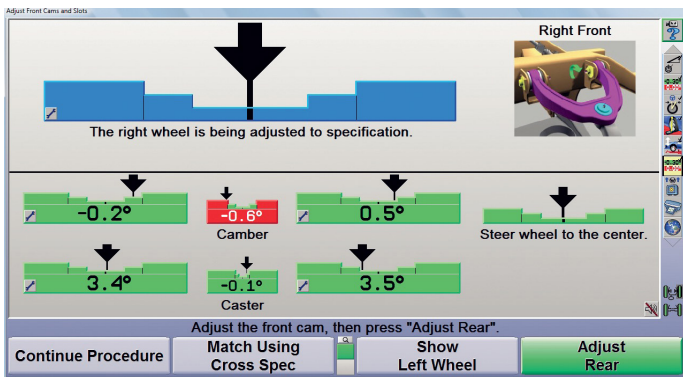 Adjust Front Cams and Slots
Right Front
The right wheel is being adjusted to specification.
-0.2°
-0.6°
0.5°
Camber
Steer wheel to the center.
3.4°
-0.1°
3.5°
Caster
Adjust the front cam, then press "Adjust Rear".
Continue Procedure
Match Using
Cross Spec
Show
Left Wheel
Adjust
Rear